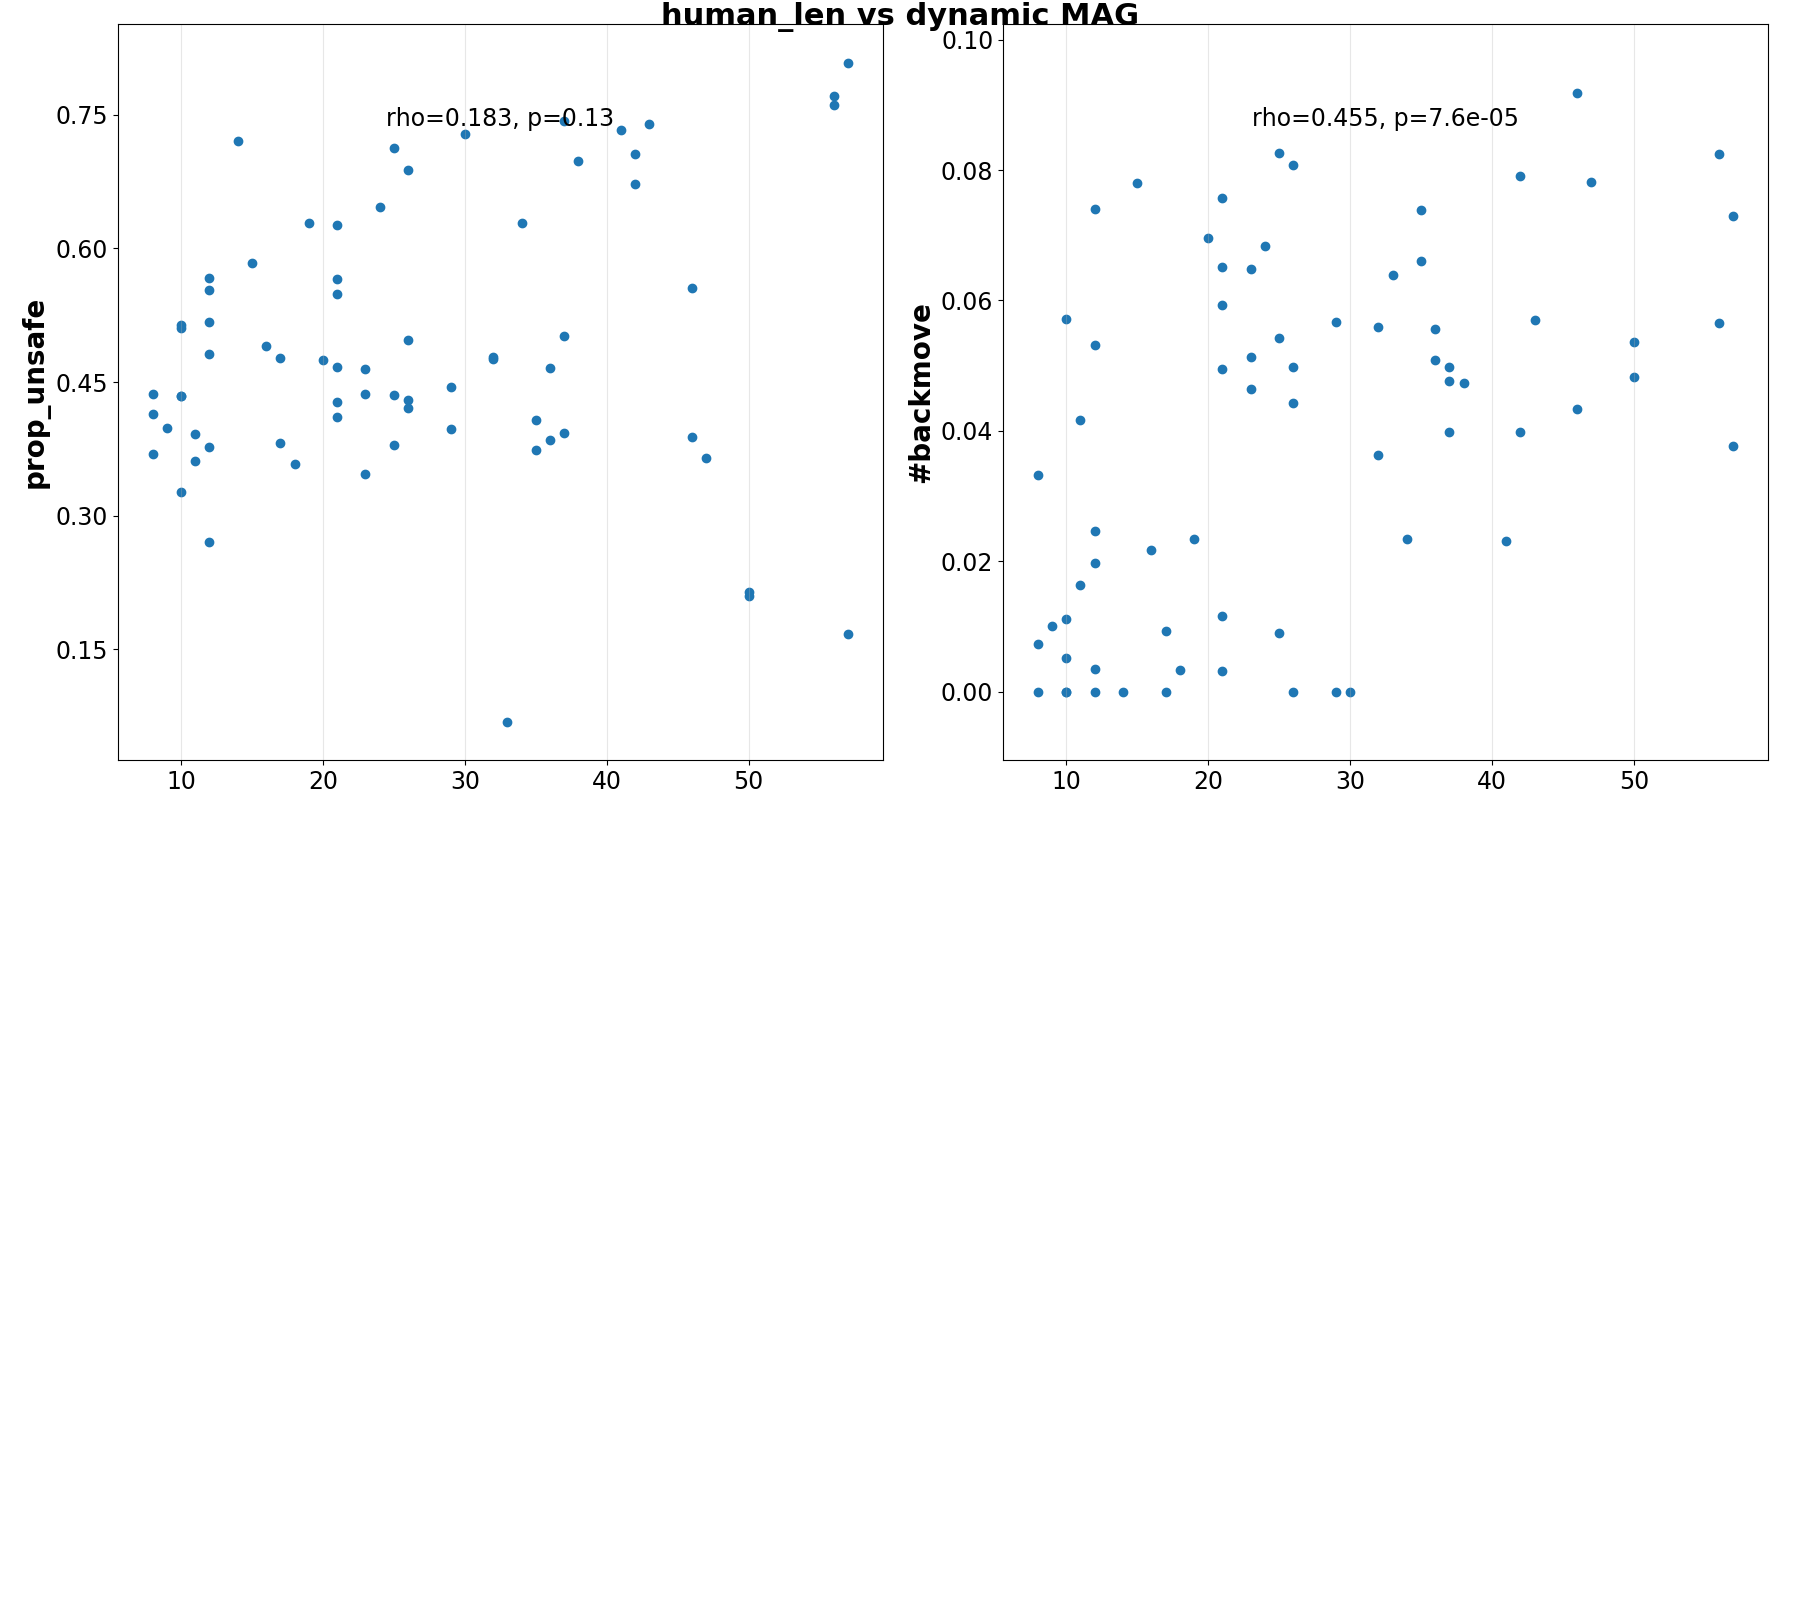 human_len vs dynamic MAG
prop_unsafe
0.75
0.60
0.45
0.30
0.15
rho=0.183, p=0.13
10 20 30 40 50
#backmove
0.10
0.08
0.06
0.04
0.02
0.00
rho=0.455, p=7.6e-05
10 20 30 40 50